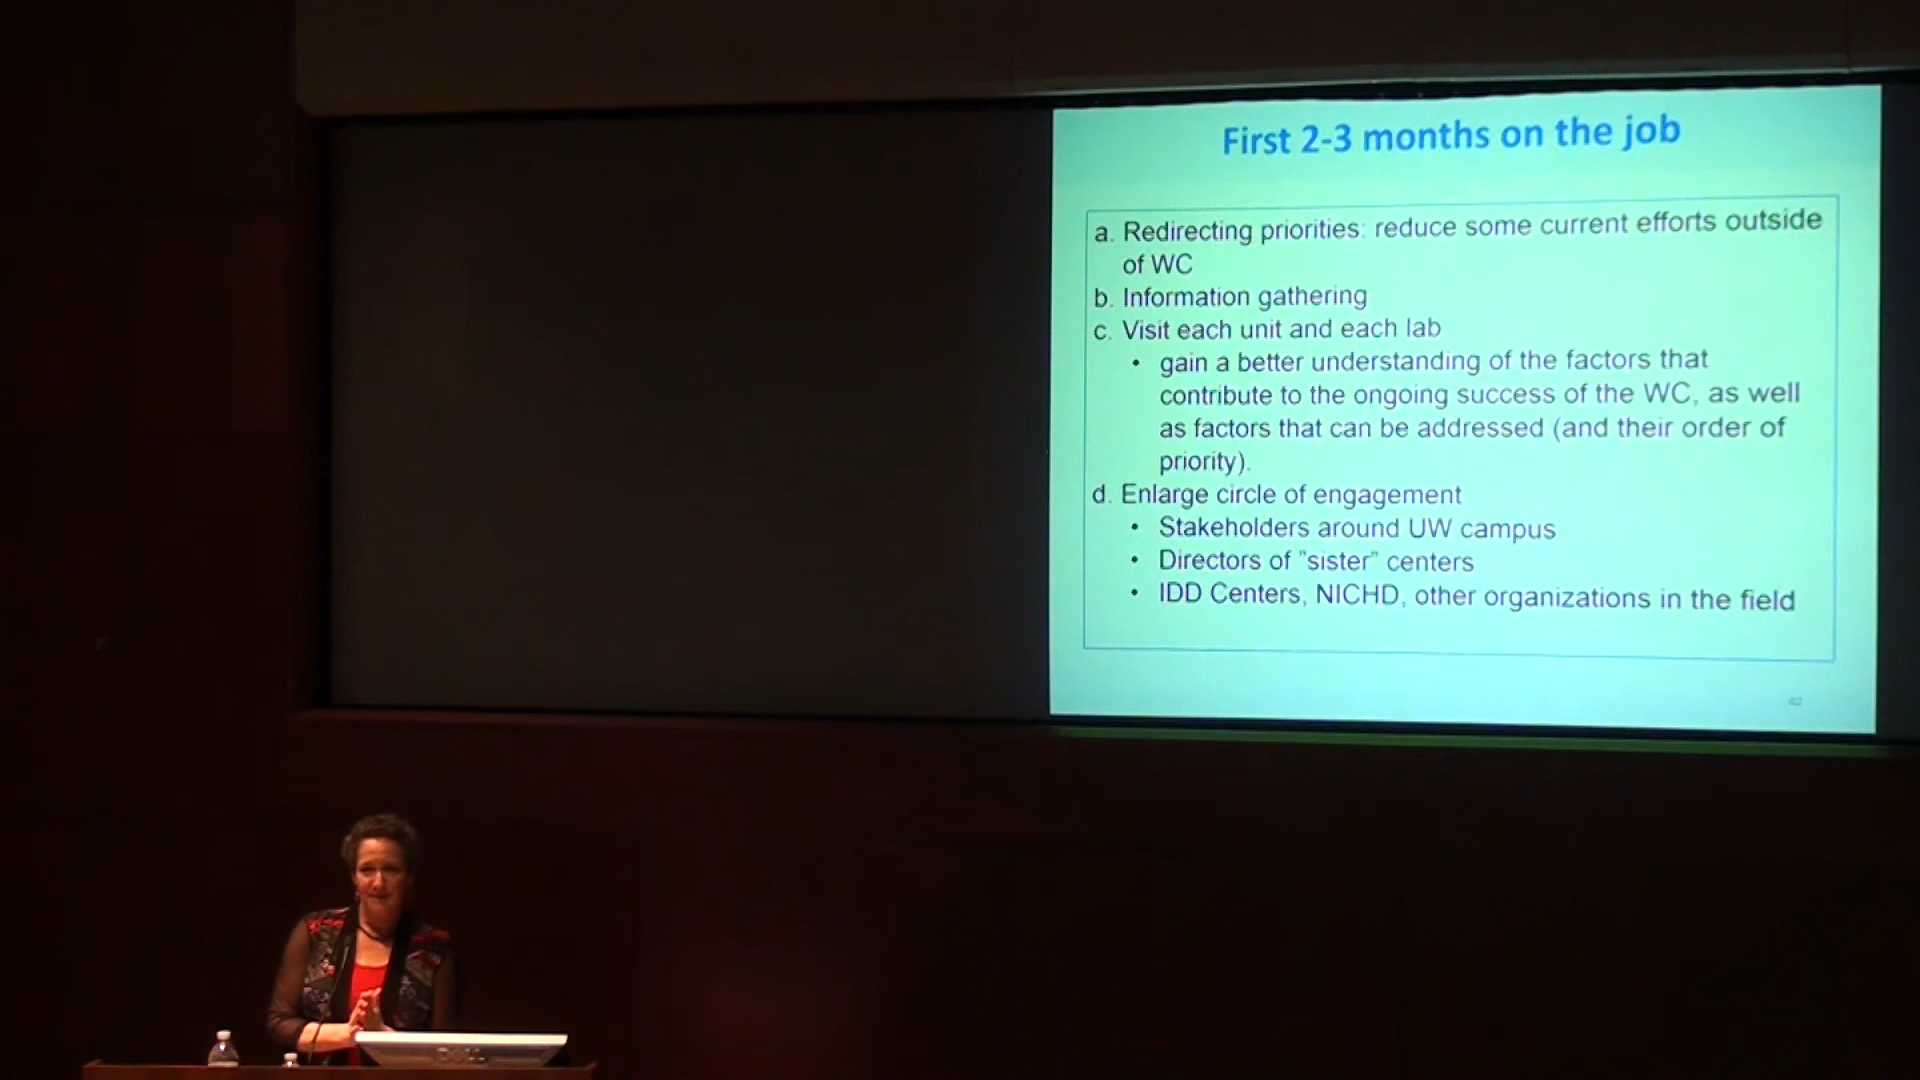 First 2-3 months on the job
a. Redirecting priorities: reduce some current efforts outside
of WC
b. Information gathering
c. Visit each unit and each lab
• gain a better understanding of the factors that
contribute to the ongoing success of the WC, as well
as factors that can be addressed (and their order of
priority).
d. Enlarge circle of engagement
• Stakeholders around UW campus
• Directors of "sister" centers
• IDD Centers, NICHD, other organizations in the field